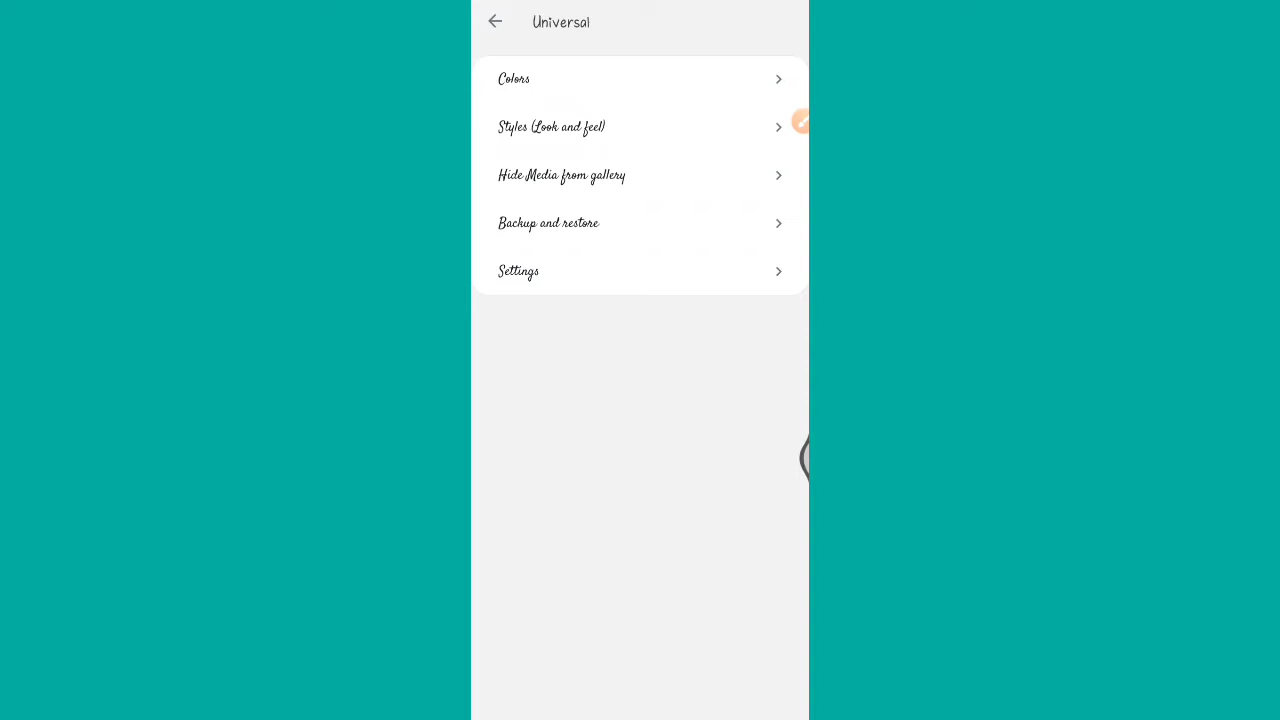 Universal
Colors
Styles (Look and feel)
Hide Media from gallery
Backup and restore
Settings